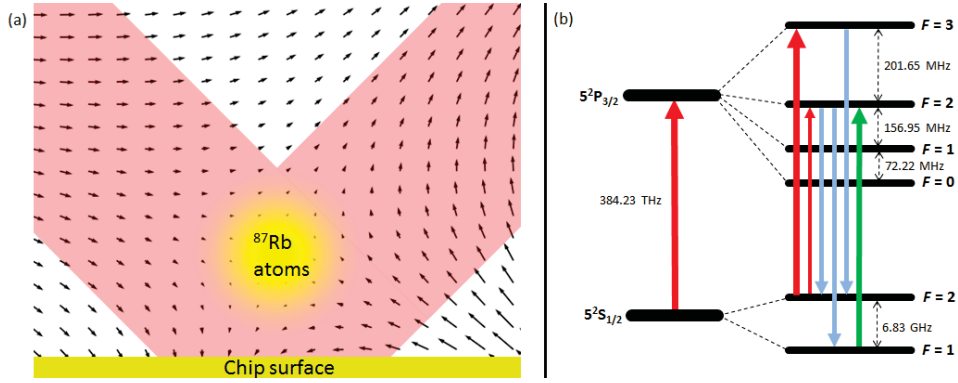 (a)
⁸⁷Rb
atoms
Chip surface
(b)
5²P₃/₂
384.23 THz
5²S₁/₂
F = 3
201.65 MHz
F = 2
156.95 MHz
F = 1
72.22 MHz
F = 0
F = 2
6.83 GHz
F = 1